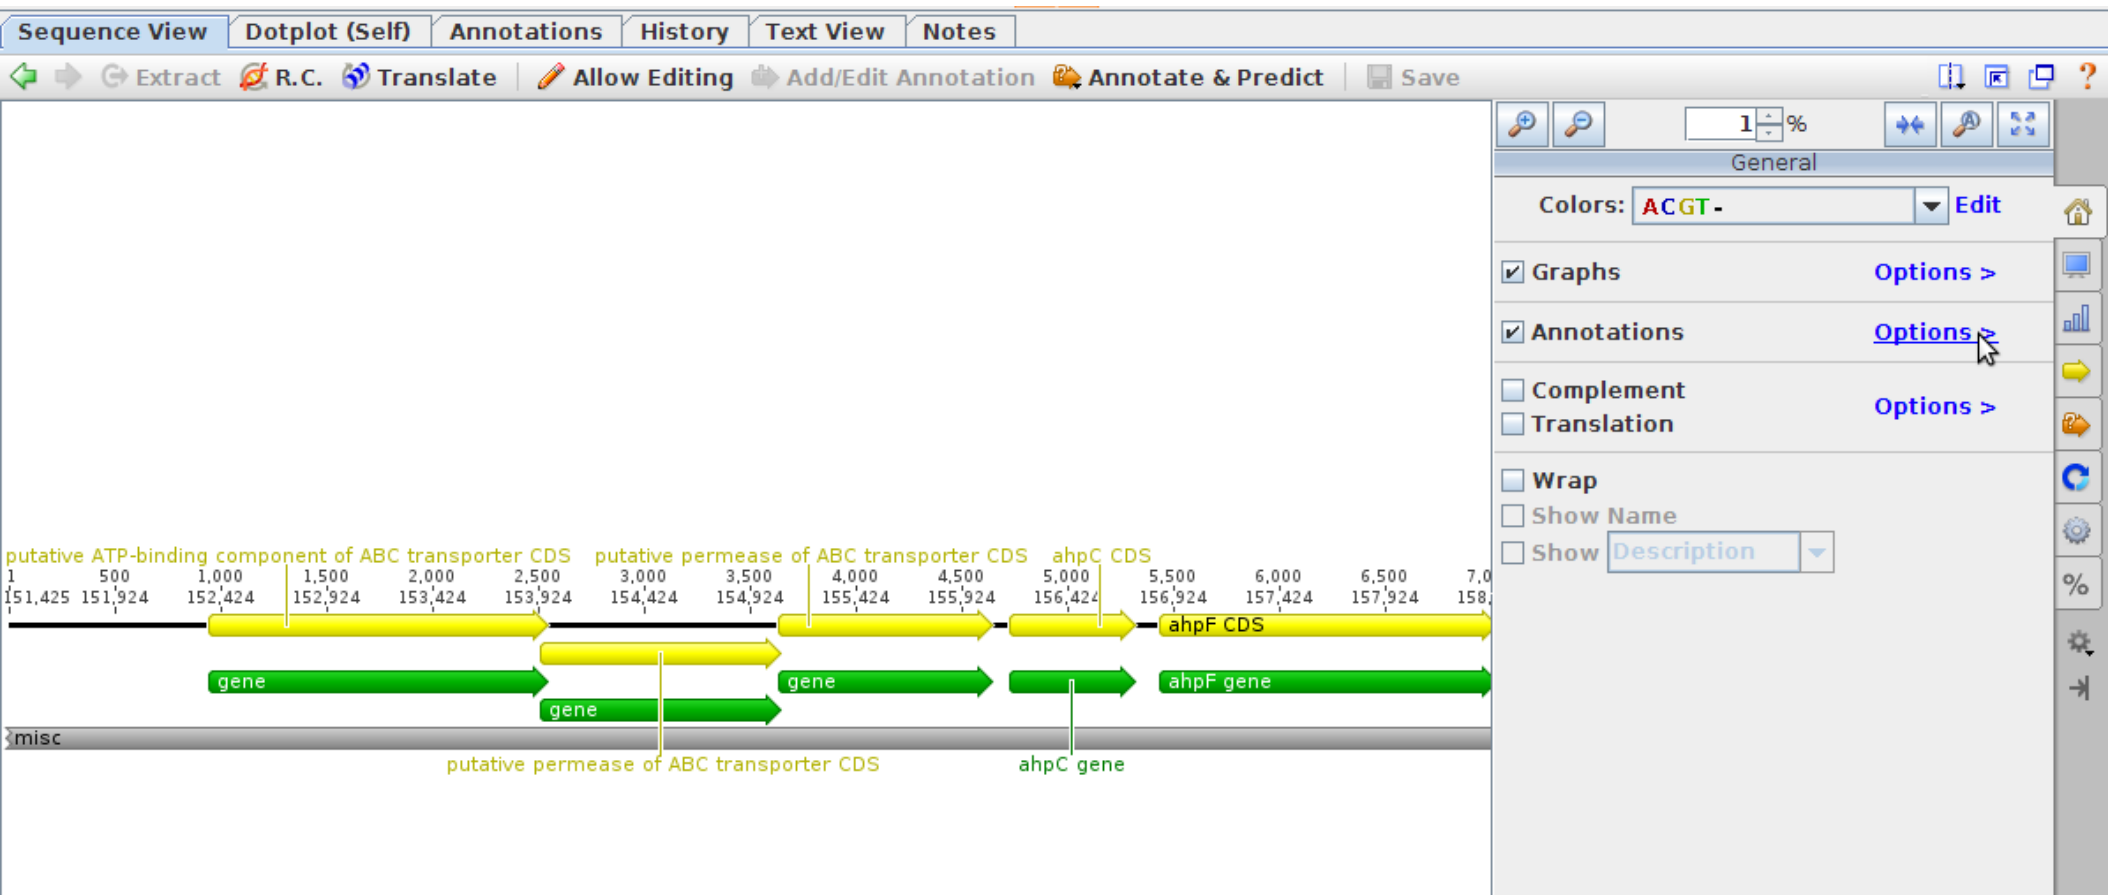 Sequence View Dotplot (Self) Annotations History Text View Notes
Extract R.C. Translate Allow Editing Add/Edit Annotation Annotate & Predict Save ?
1 %
General
Colors: ACGT- Edit
Graphs Options >
Annotations Options >
Complement
Translation Options >
Wrap
Show Name
Show Description
%
putative ATP-binding component of ABC transporter CDS putative permease of ABC transporter CDS ahpC CDS
1 500 1,000 1,500 2,000 2,500 3,000 3,500 4,000 4,500 5,000 5,500 6,000 6,500 7,0
151,425 151,924 152,424 152,924 153,424 153,924 154,424 154,924 155,424 155,924 156,424 156,924 157,424 157,924 158,
ahpF CDS
gene gene ahpF gene
gene
misc
putative permease of ABC transporter CDS ahpC gene